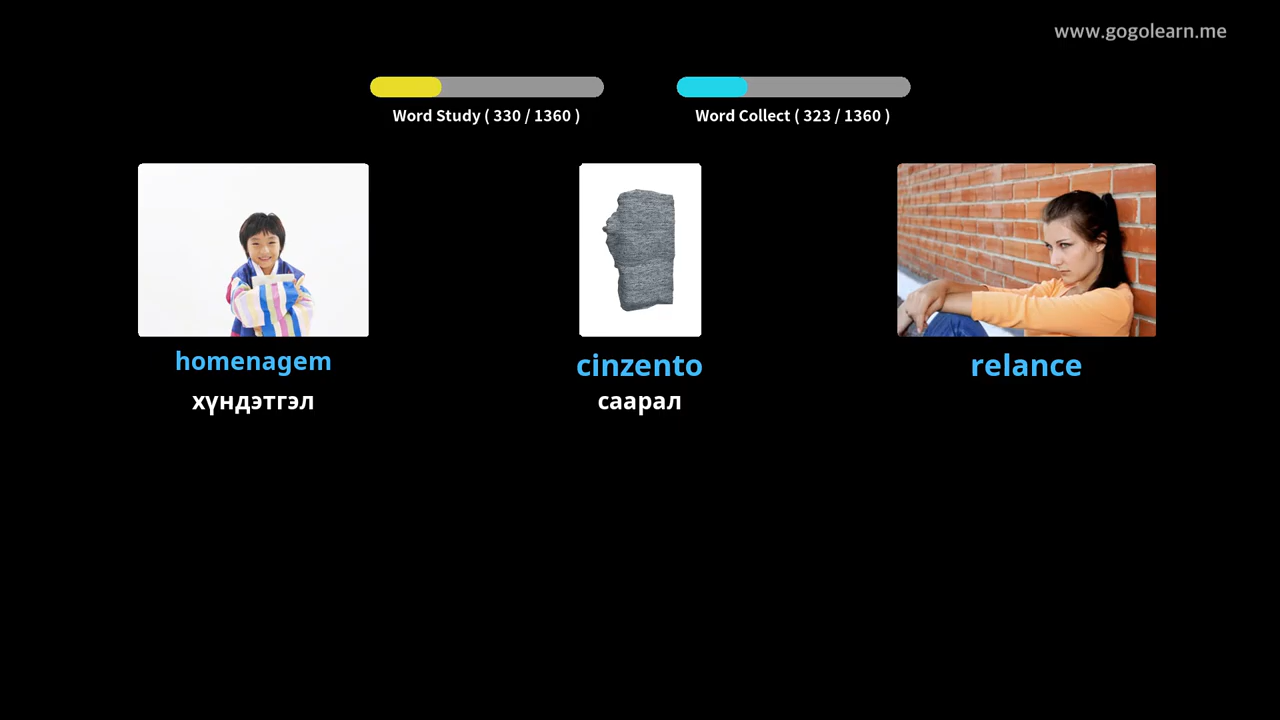 www.gogolearn.me
Word Study ( 330 / 1360 )
Word Collect ( 323 / 1360 )
homenagem
хүндэтгэл
cinzento
саарал
relance